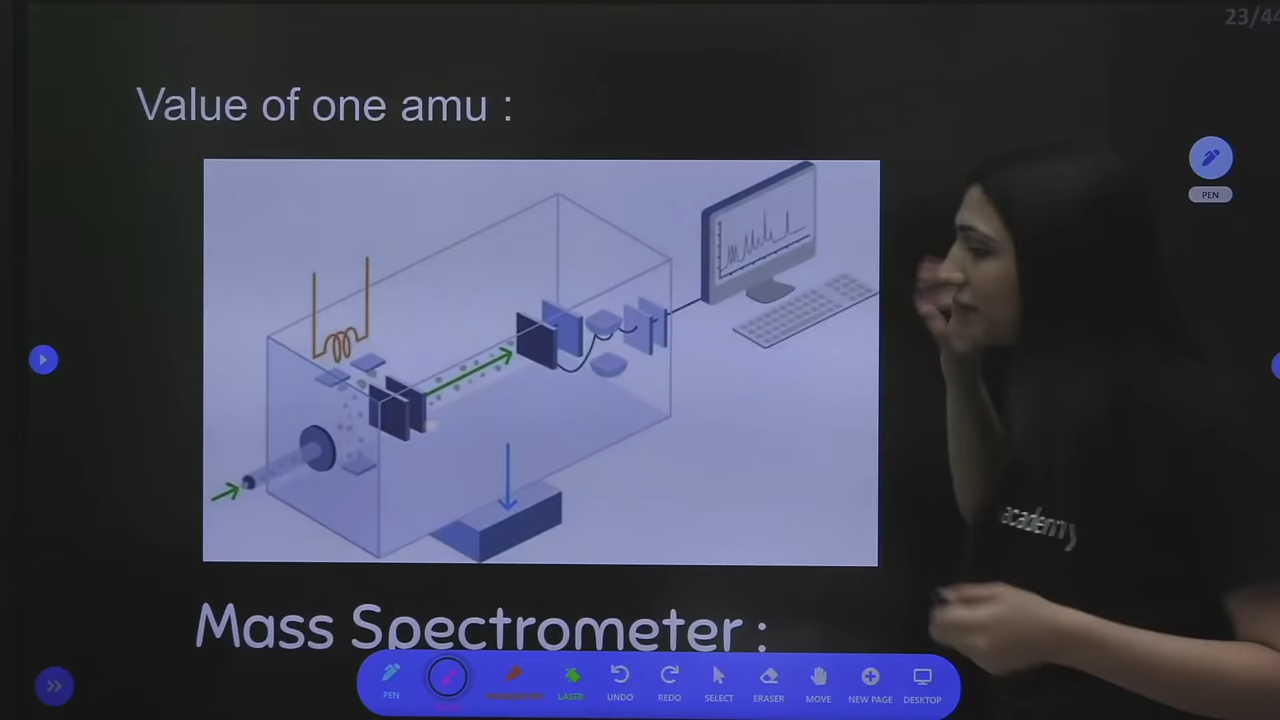 23/44
Value of one amu :
PEN
academy
Mass Spectrometer :
PEN
LASER
UNDO
REDO
SELECT
ERASER
MOVE
NEW PAGE
DESKTOP